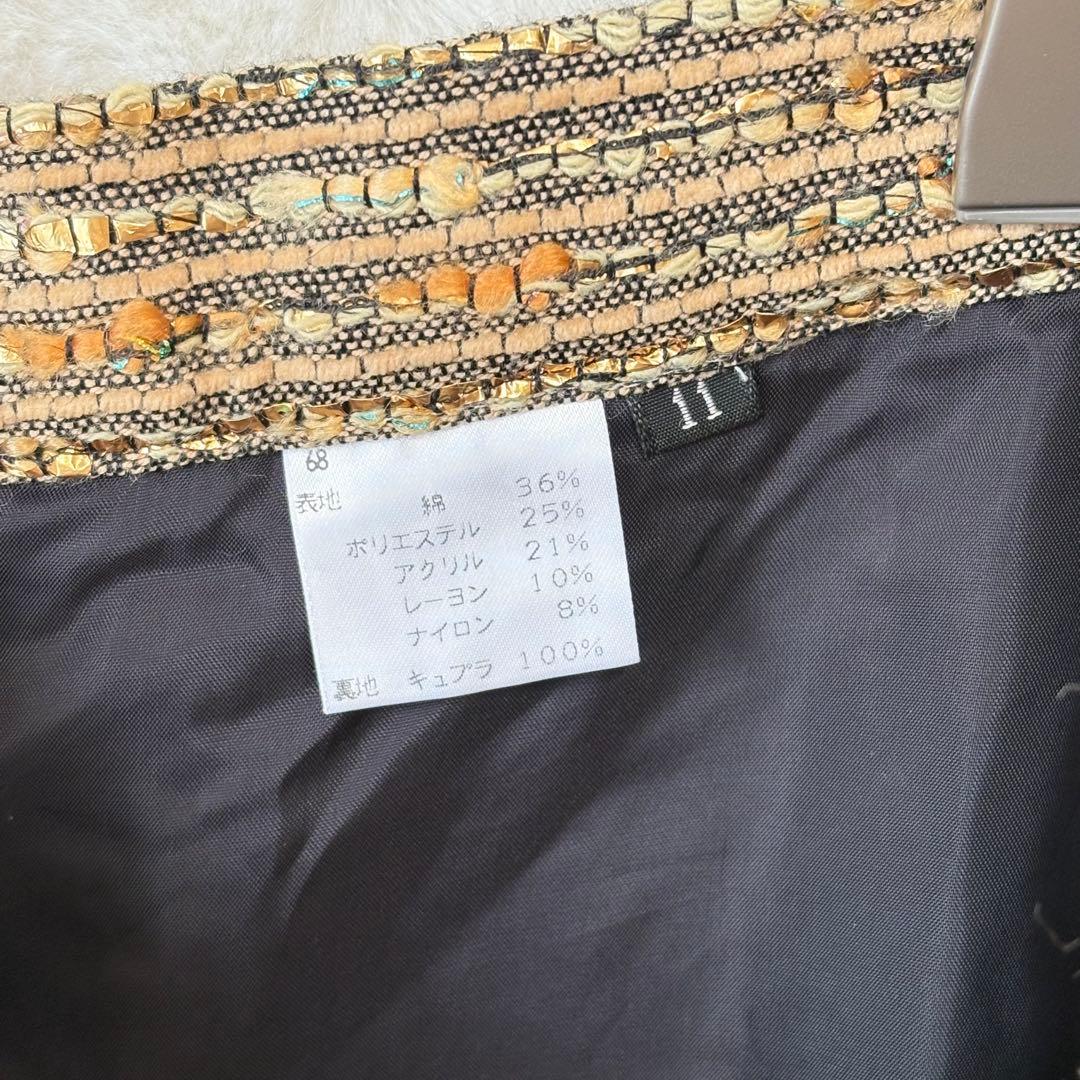 11
68
表地 綿 36%
ポリエステル 25%
アクリル 21%
レーヨン 10%
ナイロン 8%
裏地 キュプラ 100%